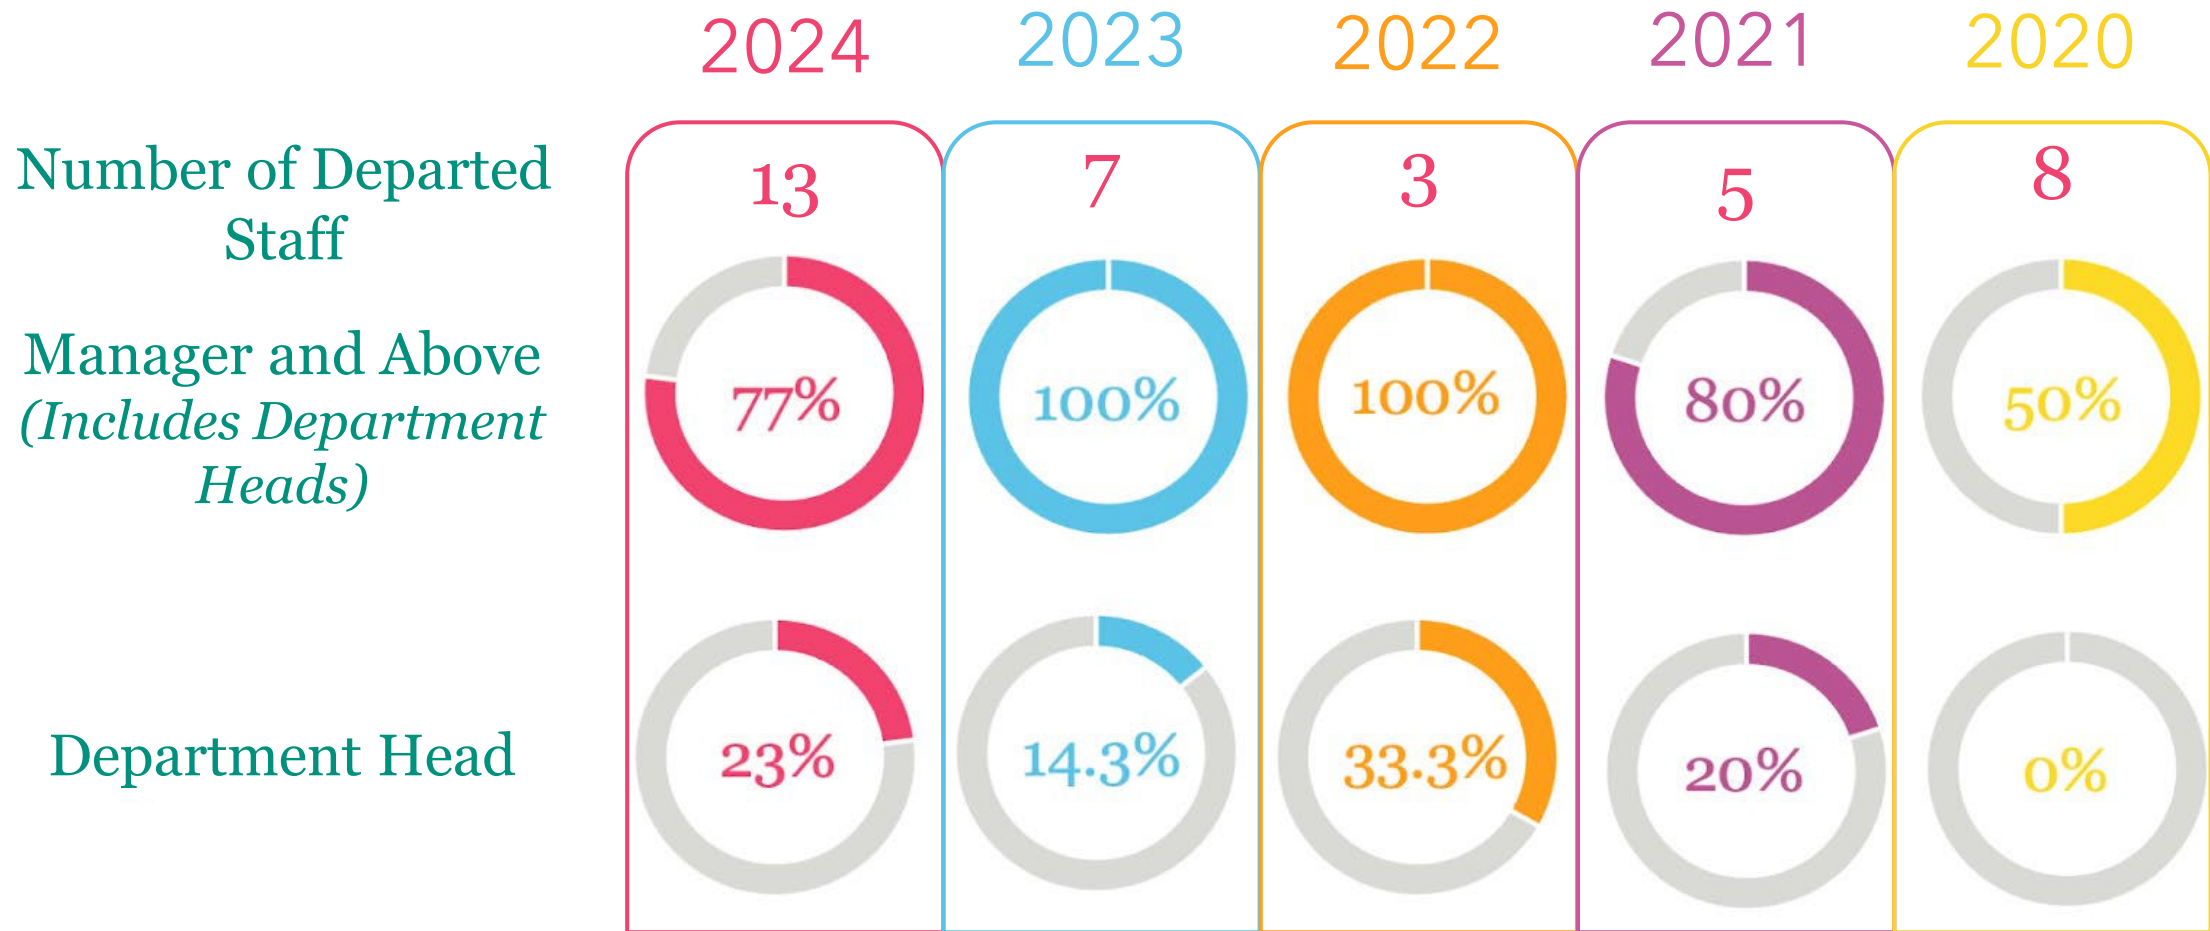 2024 2023 2022 2021 2020
Number of Departed
Staff
13 7 3 5 8
Manager and Above
(Includes Department
Heads)
77% 100% 100% 80% 50%
Department Head
23% 14.3% 33.3% 20% 0%